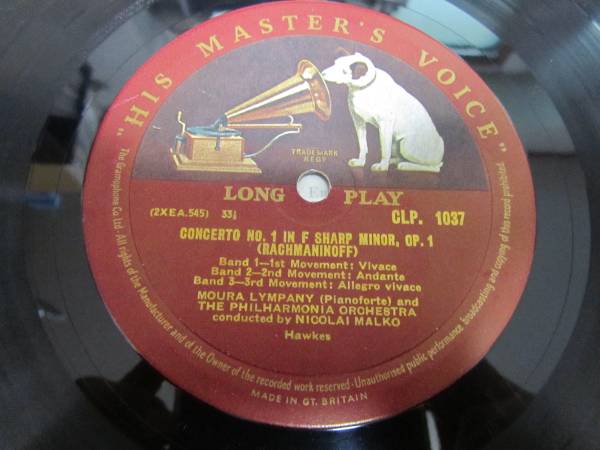 "HIS MASTER'S VOICE"
TRADEMARK
REGD
LONG PLAY
(2XEA.545) 33⅓ CLP. 1037
CONCERTO NO. 1 IN F SHARP MINOR, OP. 1
(RACHMANINOFF)
Band 1—1st Movement: Vivace
Band 2—2nd Movement: Andante
Band 3—3rd Movement: Allegro vivace
MOURA LYMPANY (Pianoforte) and
THE PHILHARMONIA ORCHESTRA
conducted by NICOLAI MALKO
Hawkes
The Gramophone Co. Ltd. All rights of the Manufacturer and of the Owner of the recorded work reserved · Unauthorised public performance, broadcasting and copying of this record prohibited.
MADE IN GT. BRITAIN